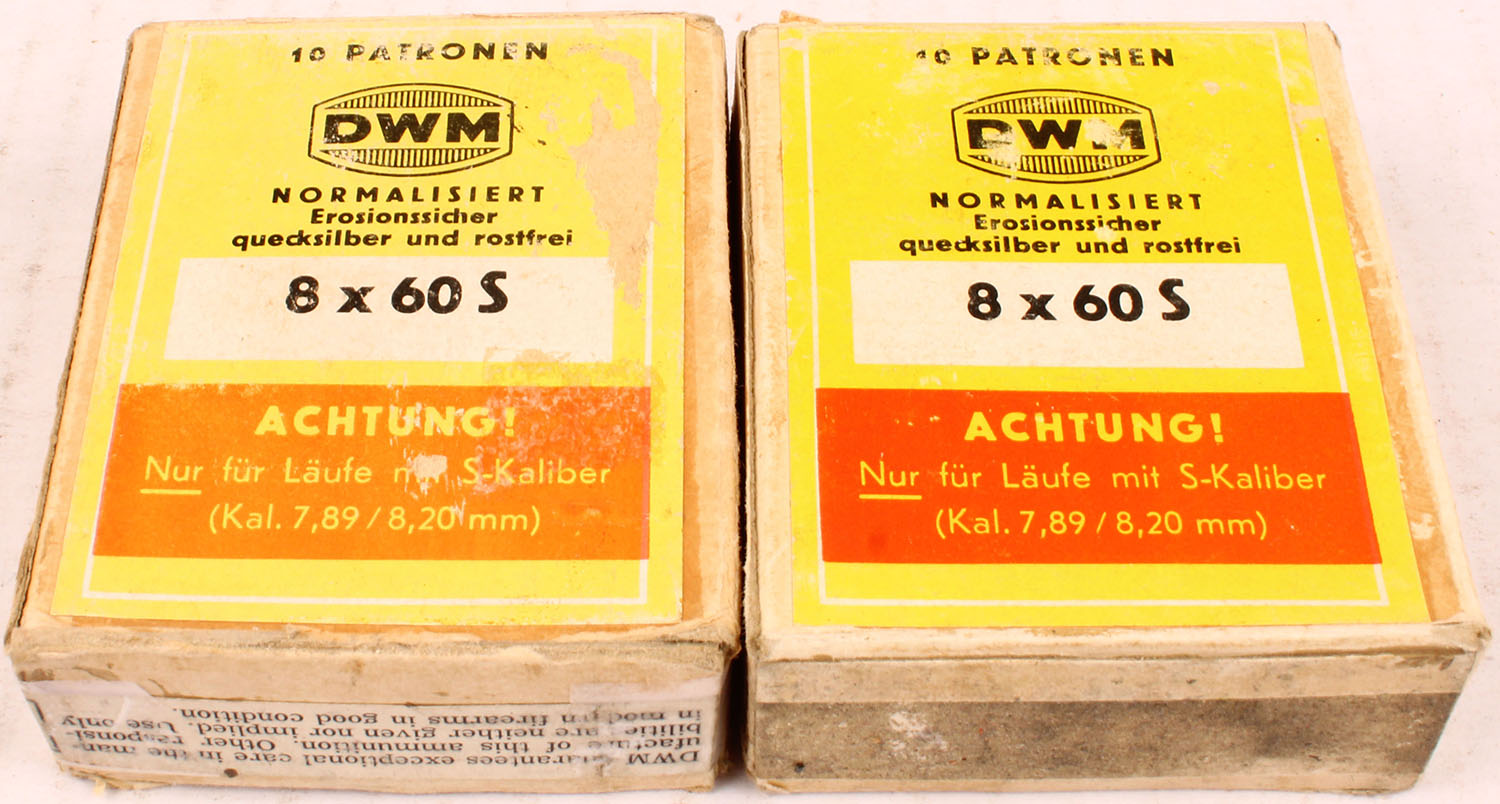 10 PATRONEN
DWM
NORMALISIERT
Erosionssicher
quecksilber und rostfrei
8 x 60 S
ACHTUNG!
Nur für Läufe mit S-Kaliber
(Kal. 7,89 / 8,20 mm)
DWM guarantees exceptional care in the man-
ufacture of this ammunition. Other responsi-
bilities are neither given nor implied. Use only
in modern firearms in good condition.
10 PATRONEN
DWM
NORMALISIERT
Erosionssicher
quecksilber und rostfrei
8 x 60 S
ACHTUNG!
Nur für Läufe mit S-Kaliber
(Kal. 7,89 / 8,20 mm)